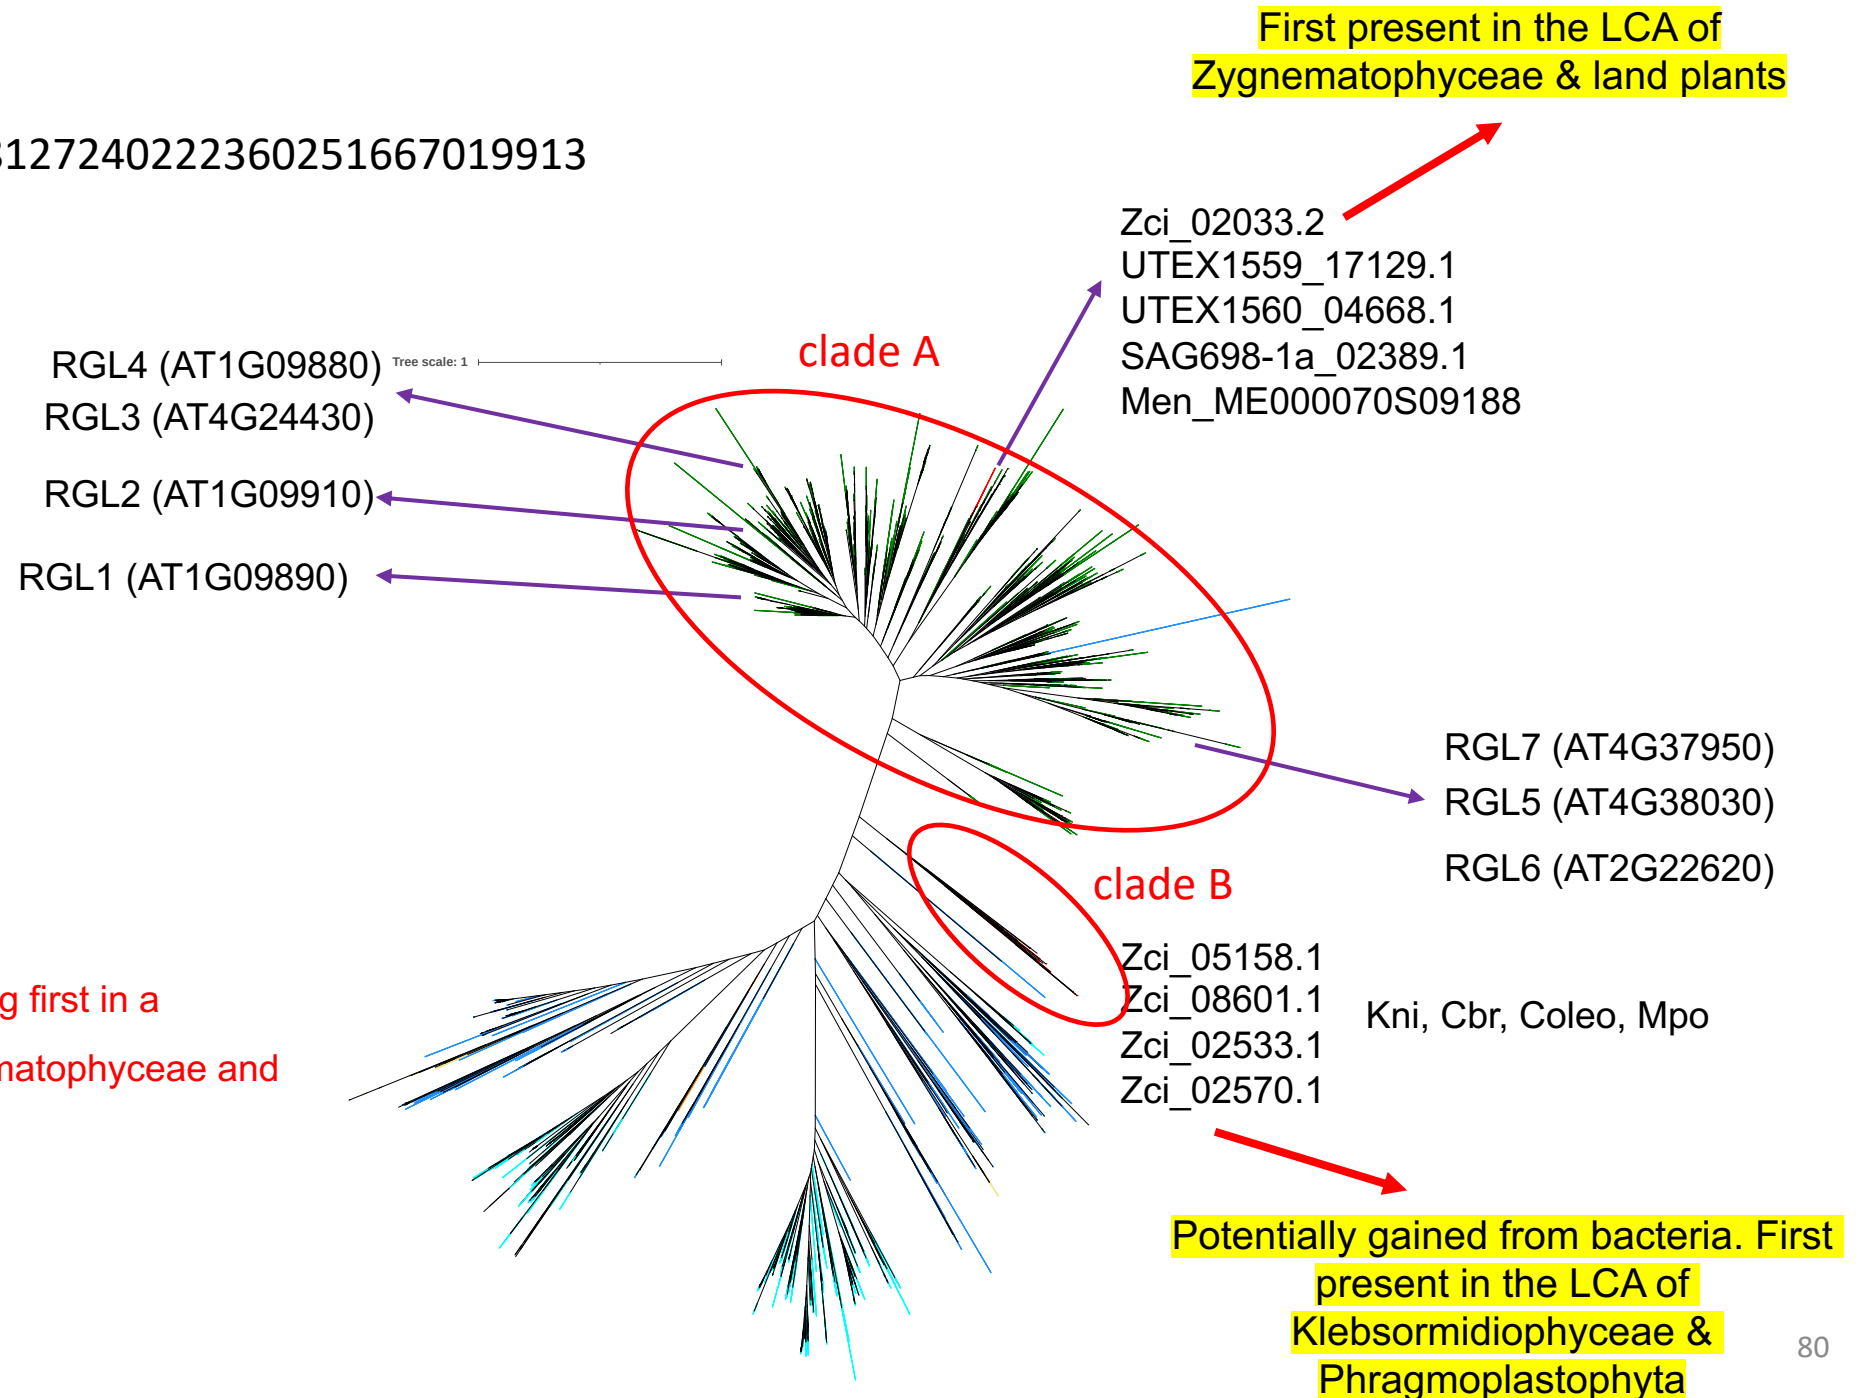 First present in the LCA of
Zygnematophyceae & land plants
3127240222360251667019913
Zci_02033.2
UTEX1559_17129.1
UTEX1560_04668.1
SAG698-1a_02389.1
Men_ME000070S09188
clade A
Tree scale: 1
RGL4 (AT1G09880)
RGL3 (AT4G24430)
RGL2 (AT1G09910)
RGL1 (AT1G09890)
RGL7 (AT4G37950)
RGL5 (AT4G38030)
RGL6 (AT2G22620)
clade B
Zci_05158.1
Zci_08601.1
Zci_02533.1
Zci_02570.1
Kni, Cbr, Coleo, Mpo
g first in a
natophyceae and
Potentially gained from bacteria. First
present in the LCA of
Klebsormidiophyceae &
Phragmoplastophyta
80